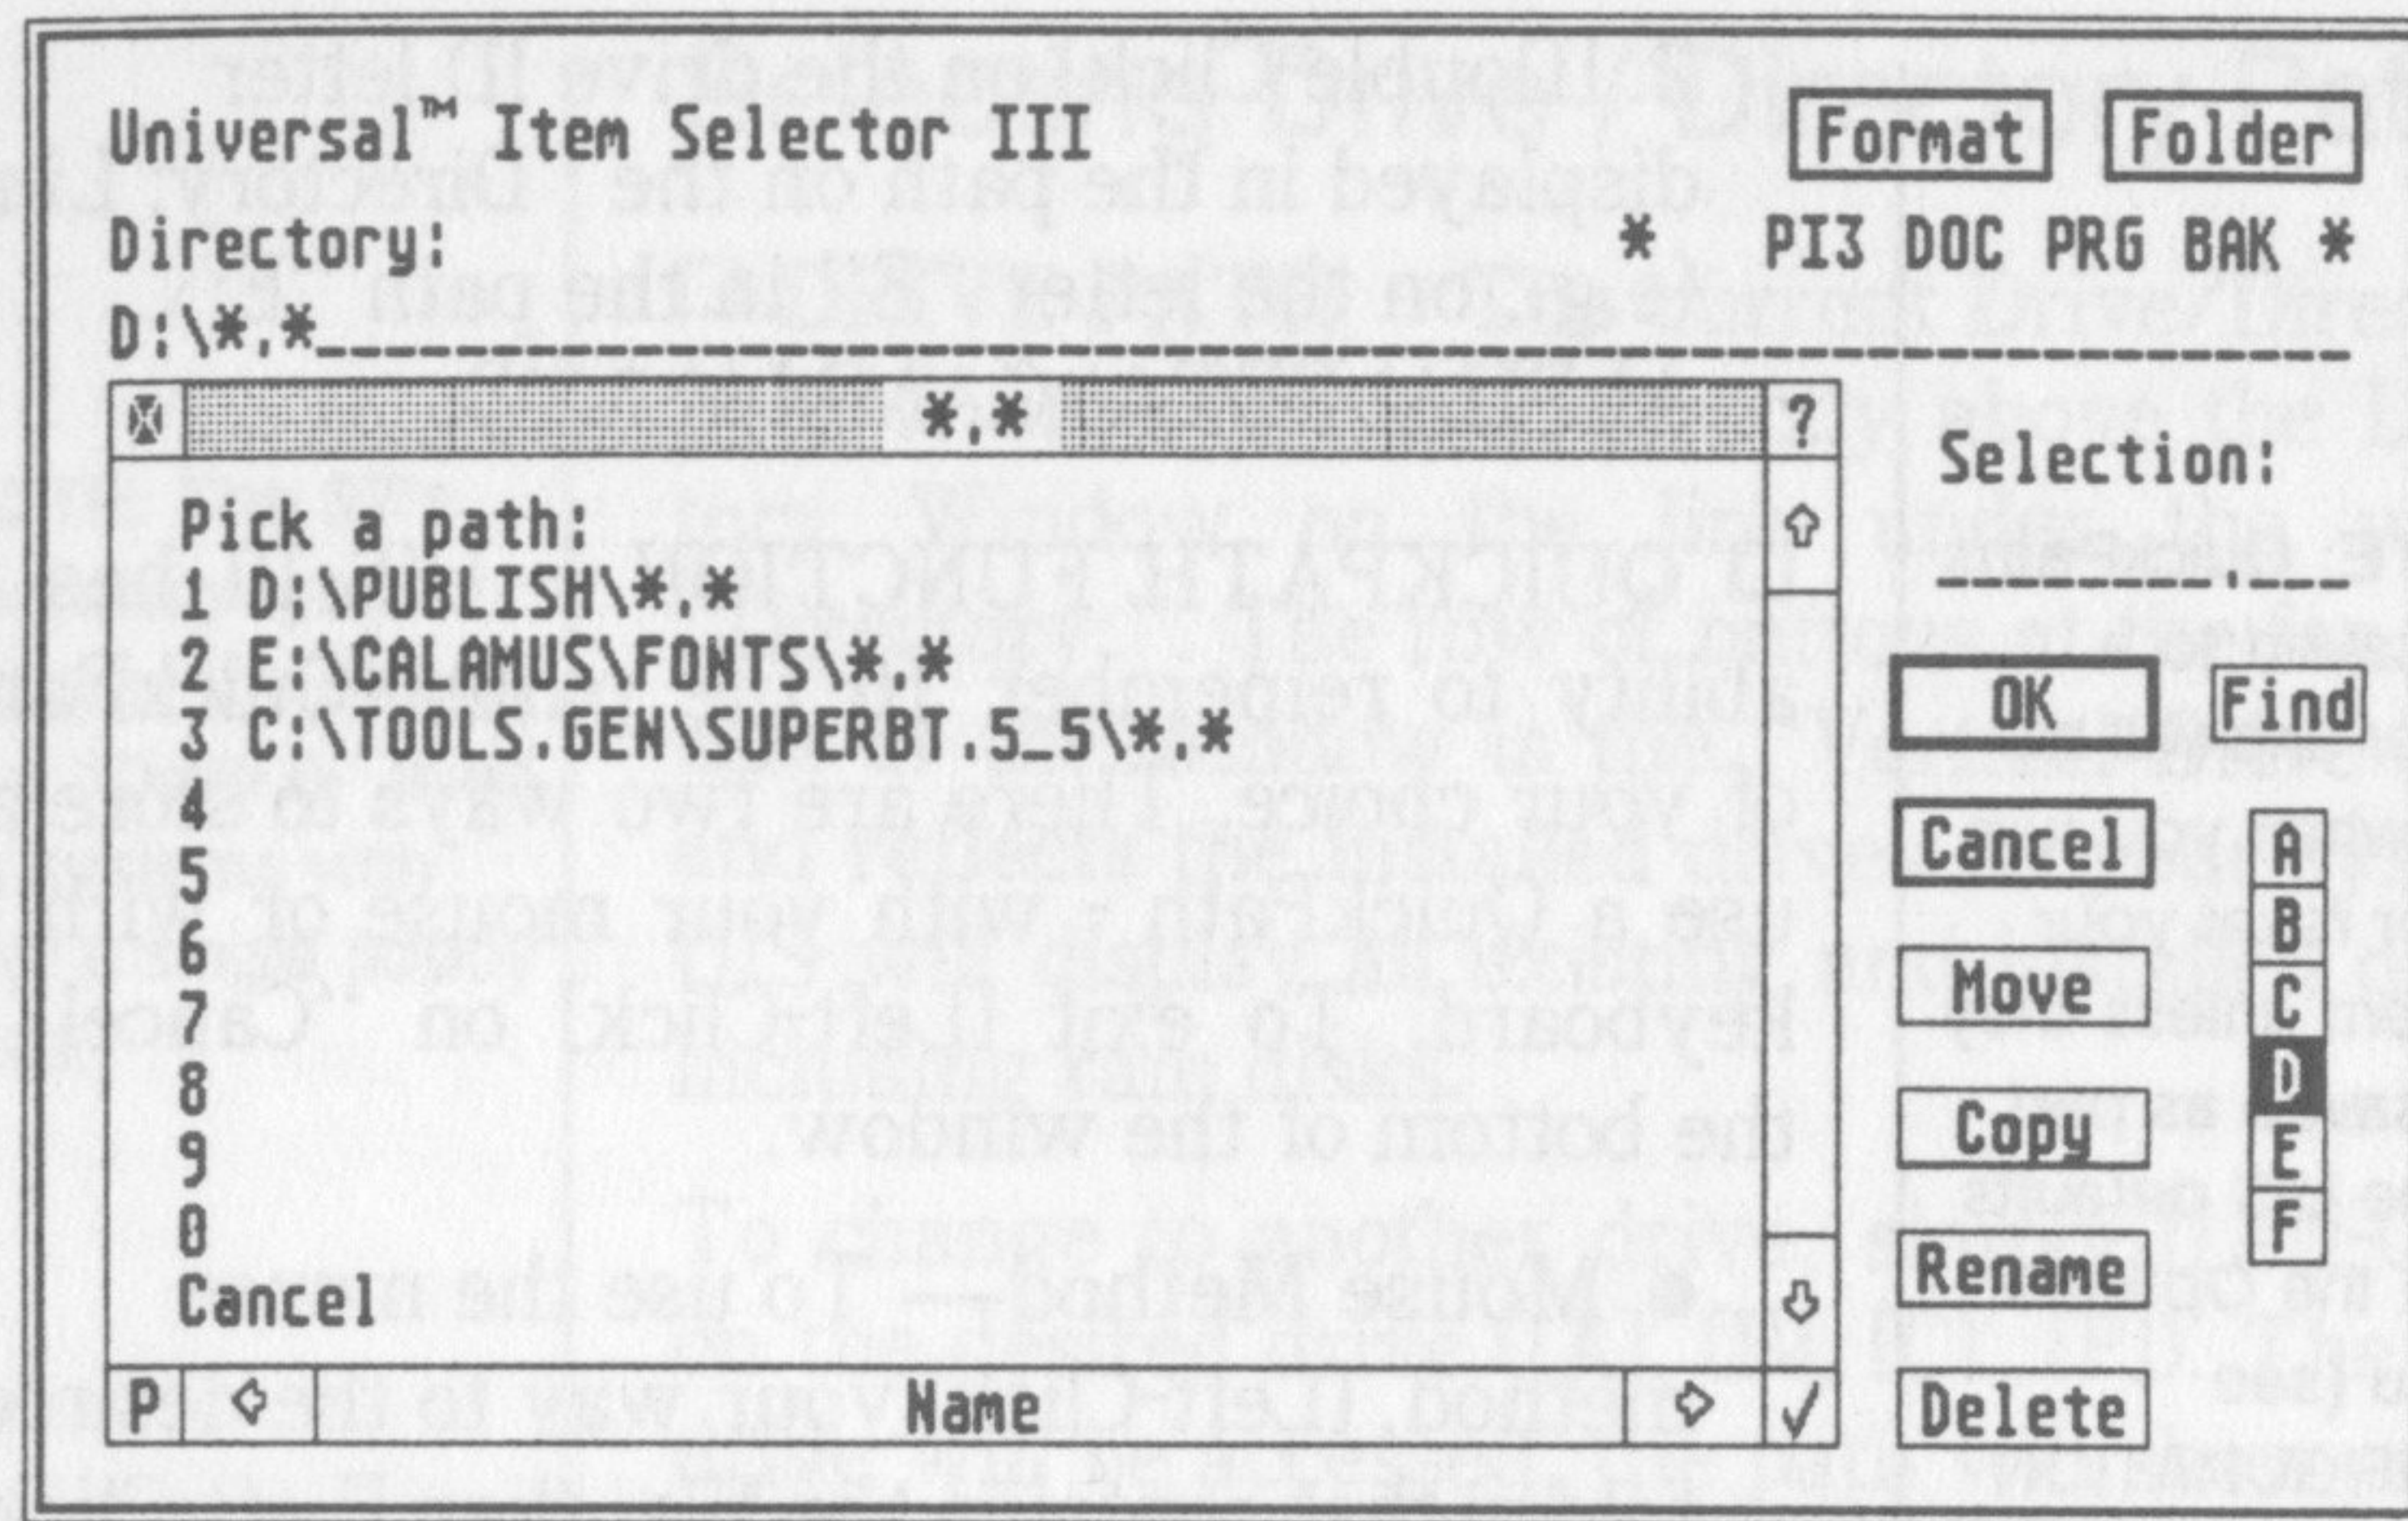 Universal™ Item Selector III
Format Folder
Directory:
* PI3 DOC PRG BAK *
D:\*.*
*.* ?
Selection:
Pick a path:
1 D:\PUBLISH\*.*
2 E:\CALAMUS\FONTS\*.*
3 C:\TOOLS.GEN\SUPERBT.5_5\*.*
4
5
6
7
8
9
0
Cancel
P Name
OK Find
Cancel
Move
Copy
Rename
Delete
A
B
C
D
E
F